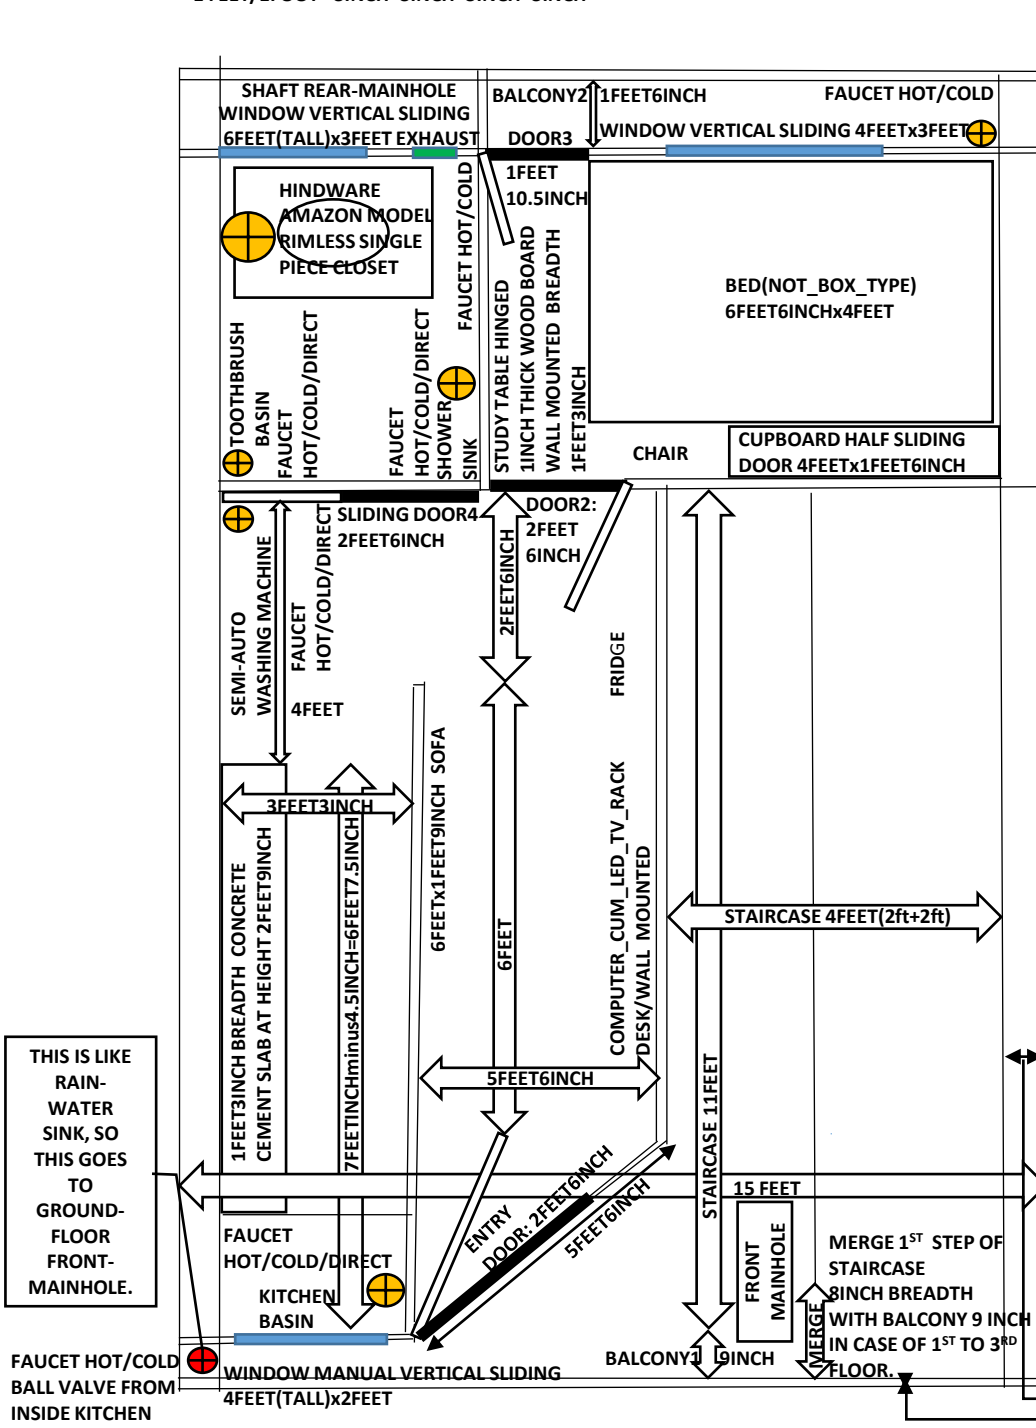 SHAFT REAR-MAINHOLE
WINDOW VERTICAL SLIDING
6FEET(TALL)x3FEET EXHAUST
BALCONY2
1FEET6INCH
FAUCET HOT/COLD
WINDOW VERTICAL SLIDING 4FEETx3FEET
DOOR3
1FEET
10.5INCH
HINDWARE
AMAZON MODEL
RIMLESS SINGLE
PIECE CLOSET
FAUCET HOT/COLD
BED(NOT_BOX_TYPE)
6FEET6INCHx4FEET
TOOTHBRUSH
BASIN
FAUCET
HOT/COLD/DIRECT
FAUCET
HOT/COLD/DIRECT
SHOWER
SINK
STUDY TABLE HINGED
1INCH THICK WOOD BOARD
WALL MOUNTED BREADTH
1FEET3INCH
CHAIR
CUPBOARD HALF SLIDING
DOOR 4FEETx1FEET6INCH
SLIDING DOOR4
2FEET6INCH
DOOR2:
2FEET
6INCH
2FEET6INCH
SEMI-AUTO
WASHING MACHINE
FAUCET
HOT/COLD/DIRECT
4FEET
FRIDGE
3FEET3INCH
6FEETx1FEET9INCH SOFA
6FEET
COMPUTER_CUM_LED_TV_RACK
DESK/WALL MOUNTED
STAIRCASE 4FEET(2ft+2ft)
1FEET3INCH BREADTH CONCRETE
CEMENT SLAB AT HEIGHT 2FEET9INCH
7FEETINCHminus4.5INCH=6FEET7.5INCH
5FEET6INCH
STAIRCASE 11FEET
THIS IS LIKE
RAIN-
WATER
SINK, SO
THIS GOES
TO
GROUND-
FLOOR
FRONT-
MAINHOLE.
15 FEET
ENTRY
DOOR: 2FEET6INCH
5FEET6INCH
FAUCET
HOT/COLD/DIRECT
KITCHEN
BASIN
FRONT
MAINHOLE
MERGE 1ST STEP OF
STAIRCASE
8INCH BREADTH
WITH BALCONY 9 INCH
IN CASE OF 1ST TO 3RD
FLOOR.
MERGE
BALCONY1
9INCH
FAUCET HOT/COLD
BALL VALVE FROM
INSIDE KITCHEN
WINDOW MANUAL VERTICAL SLIDING
4FEET(TALL)x2FEET